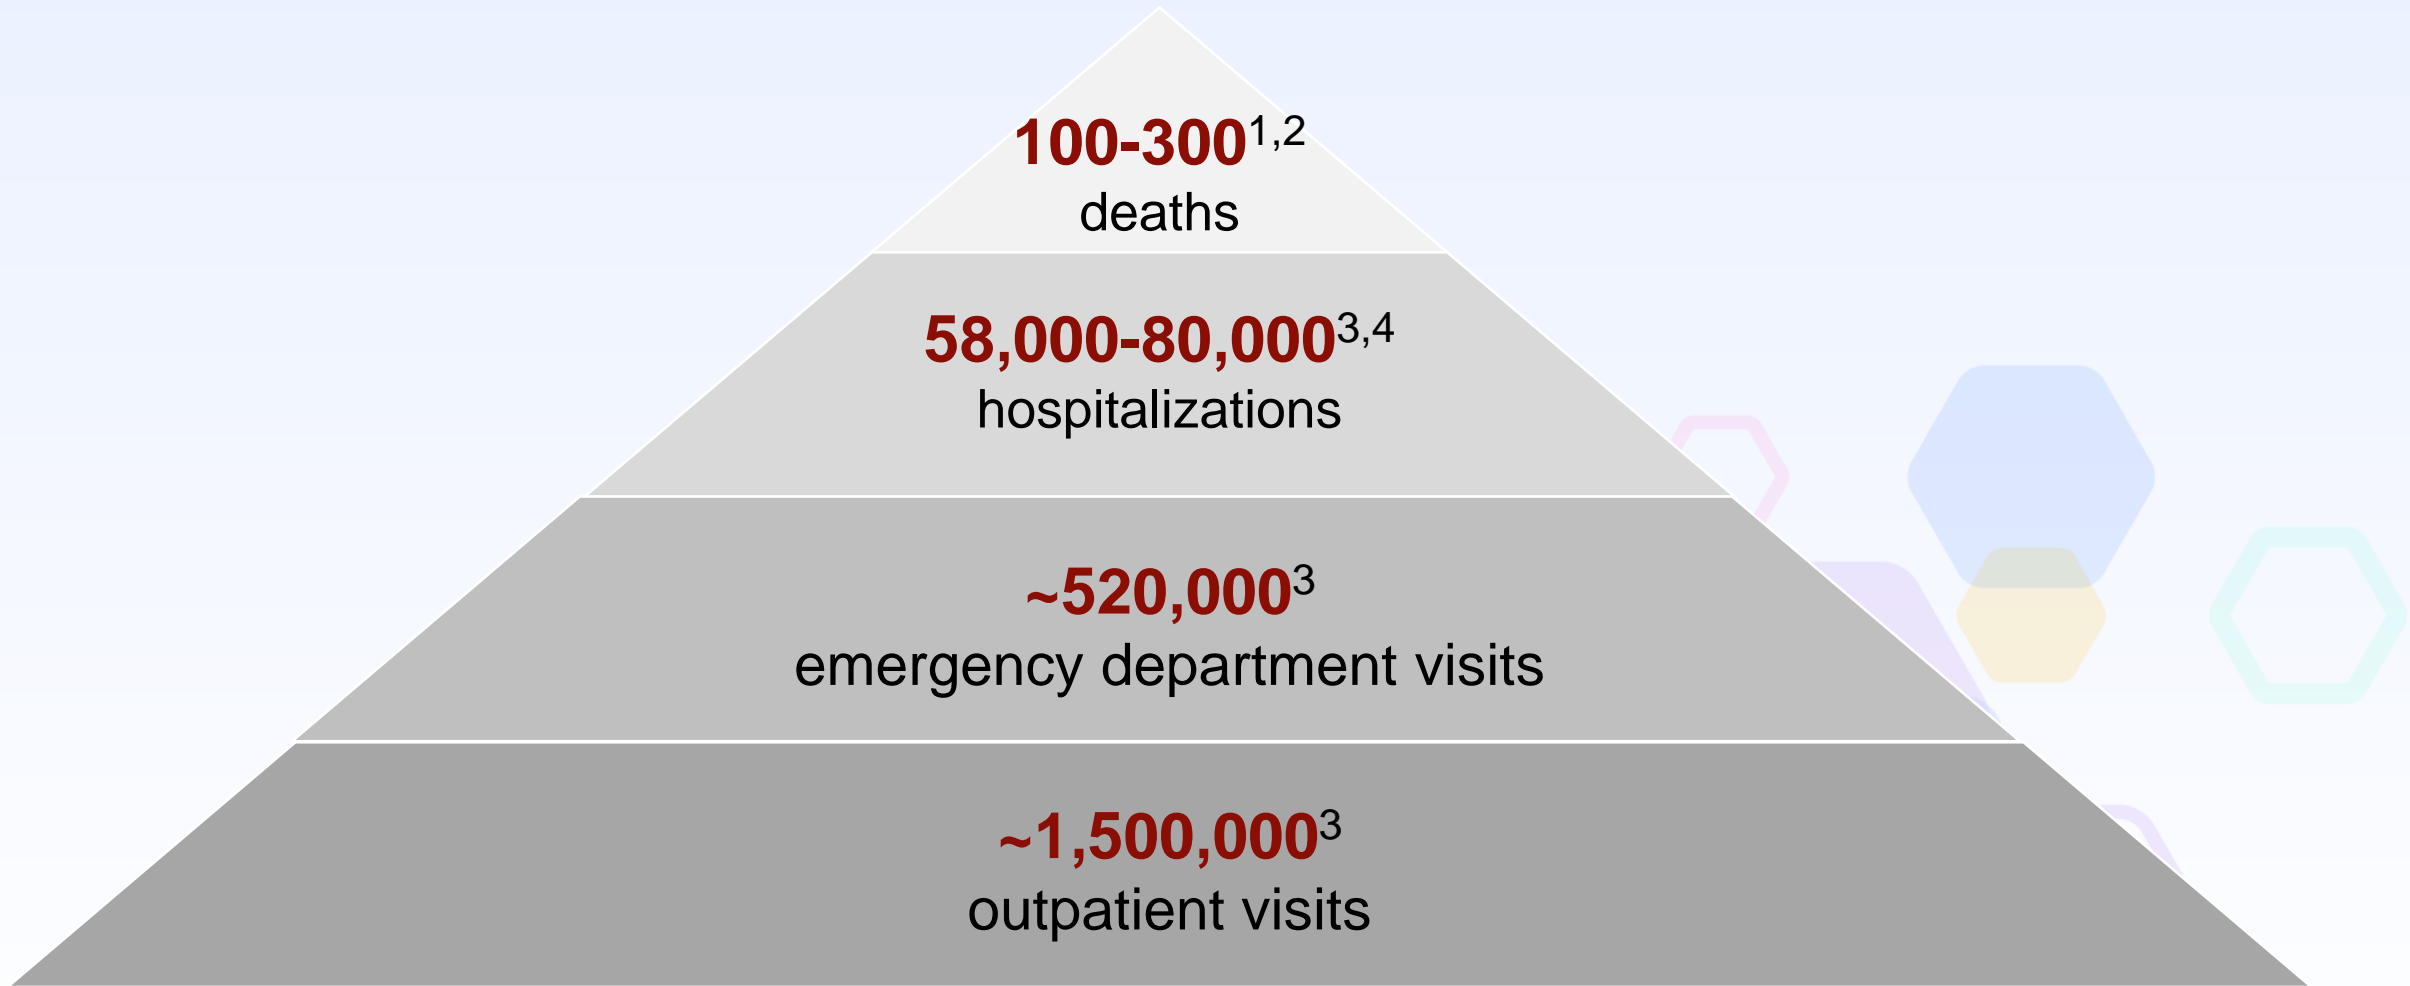 100-3001,2
deaths
58,000-80,0003,4
hospitalizations
~520,0003
emergency department visits
~1,500,0003
outpatient visits